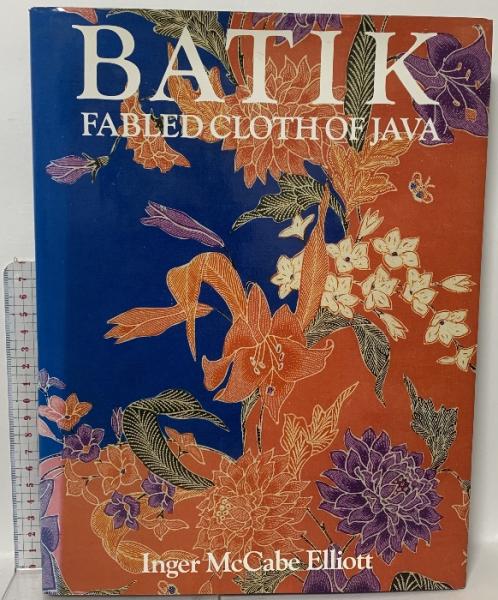 BATIK
FABLED CLOTH OF JAVA
Inger McCabe Elliott